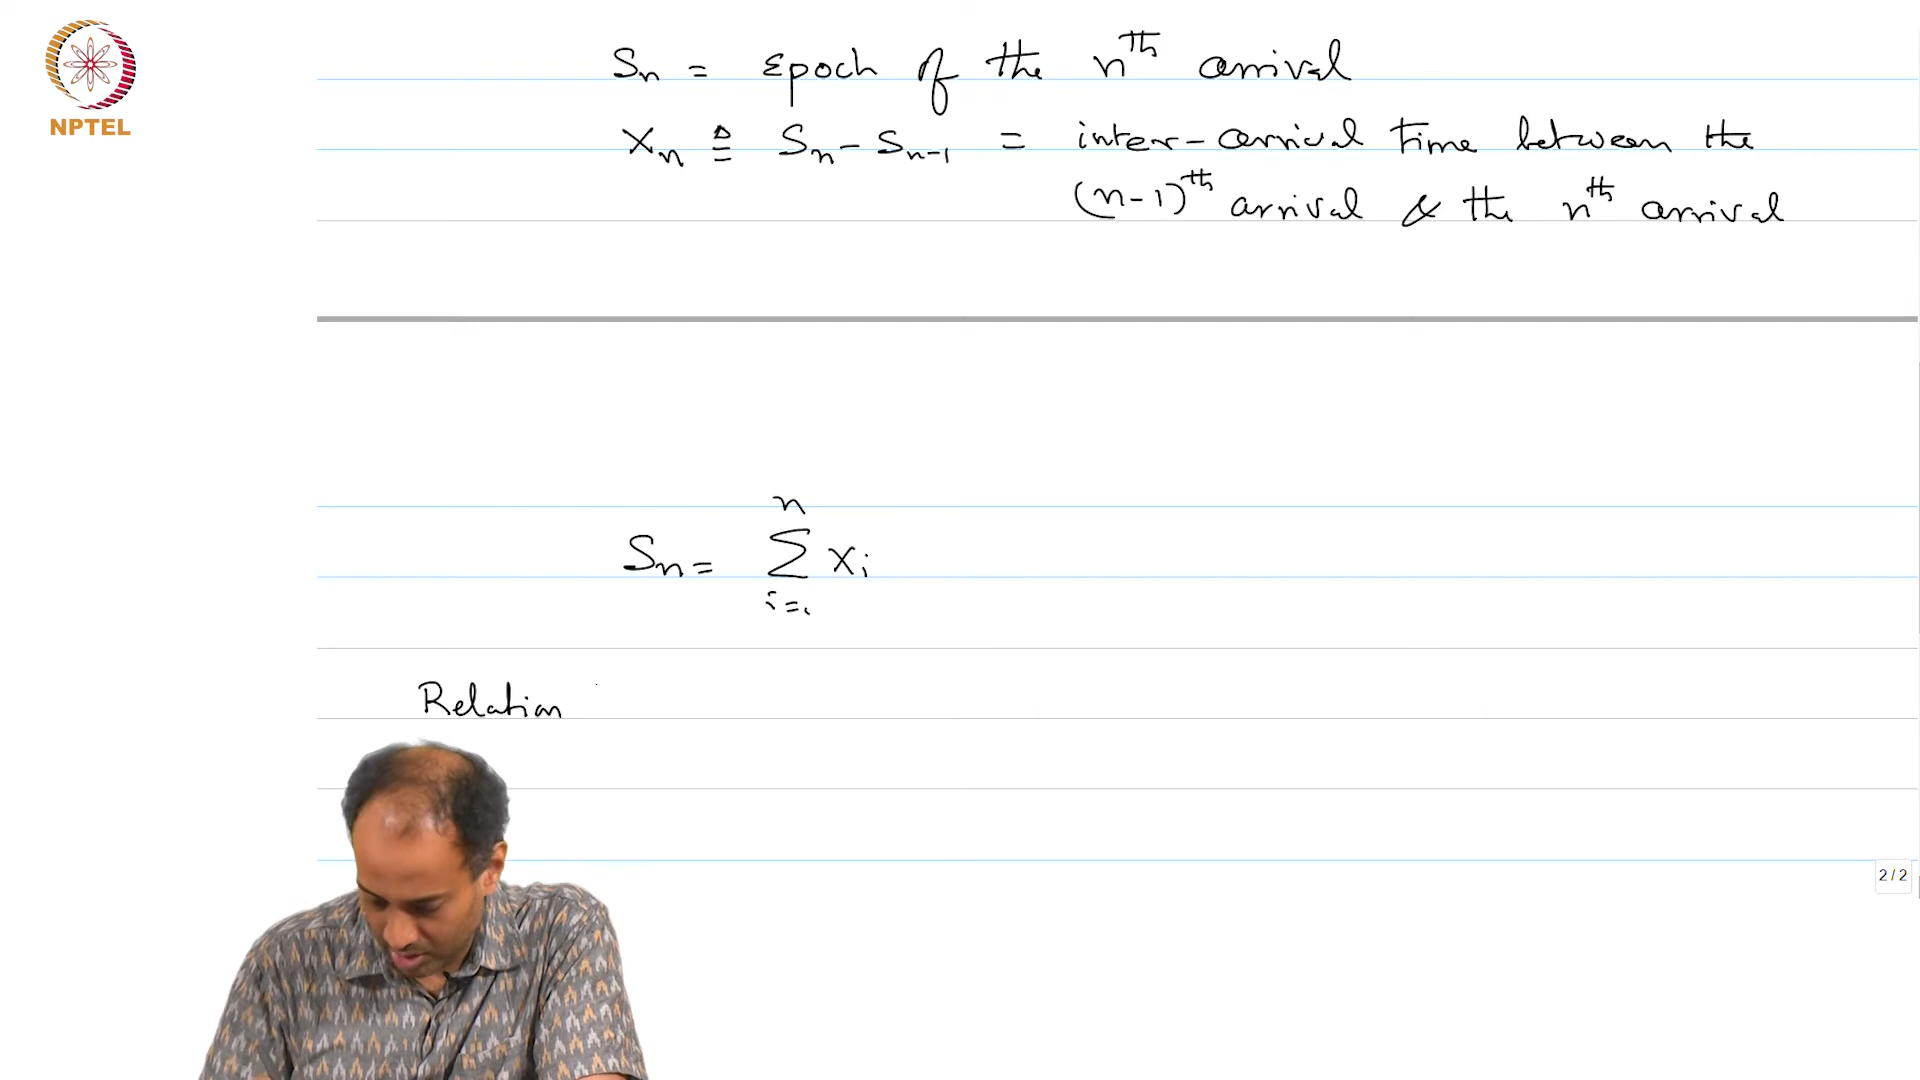 NPTEL
Sn = Epoch of the nth arrival
Xn ≜ Sn - Sn-1 = inter-arrival time between the
(n-1)th arrival & the nth arrival
Sn = n∑i=1 Xi
Relation
2 / 2